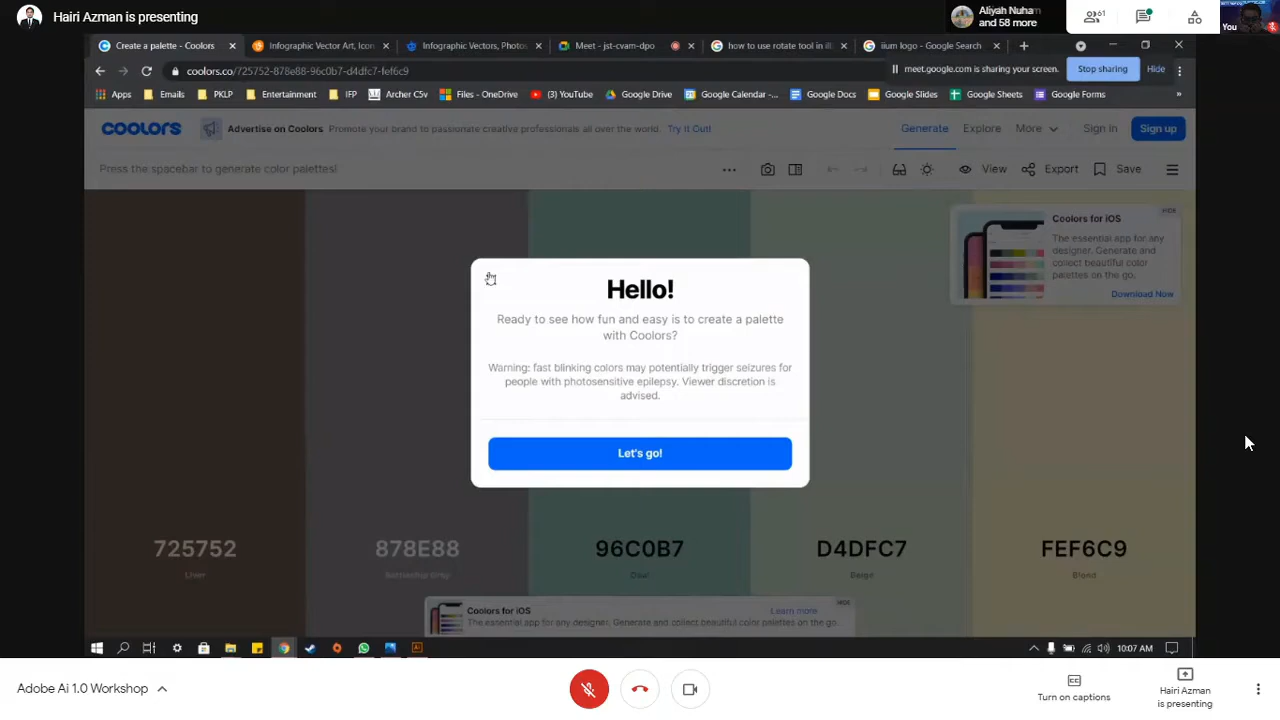 Hairi Azman is presenting
Aliyah Nuham
and 58 more
61
You
Create a palette - Coolors
Infographic Vector Art, Icon
Infographic Vectors, Photos
Meet - jst-cvam-dpo
how to use rotate tool in ill
iium logo - Google Search
coolors.co/725752-878e88-96c0b7-d4dfc7-fef6c9
meet.google.com is sharing your screen.
Stop sharing
Hide
Apps
Emails
PKLP
Entertainment
IFP
Archer C5v
Files - OneDrive
(3) YouTube
Google Drive
Google Calendar -...
Google Docs
Google Slides
Google Sheets
Google Forms
»
COOLORS
Advertise on Coolors
Promote your brand to passionate creative professionals all over the world.
Try It Out!
Generate
Explore
More
Sign in
Sign up
Press the spacebar to generate color palettes!
View
Export
Save
HIDE
Coolors for iOS
The essential app for any
designer. Generate and
collect beautiful color
palettes on the go.
Download Now
Hello!
Ready to see how fun and easy is to create a palette
with Coolors?
Warning: fast blinking colors may potentially trigger seizures for
people with photosensitive epilepsy. Viewer discretion is
advised.
Let's go!
725752
878E88
96C0B7
D4DFC7
FEF6C9
Liver
Battleship Gray
Opal
Beige
Blond
Coolors for iOS
Learn more
HIDE
The essential app for any designer. Generate and collect beautiful color palettes on the go.
10:07 AM
Adobe Ai 1.0 Workshop
Turn on captions
Hairi Azman
is presenting